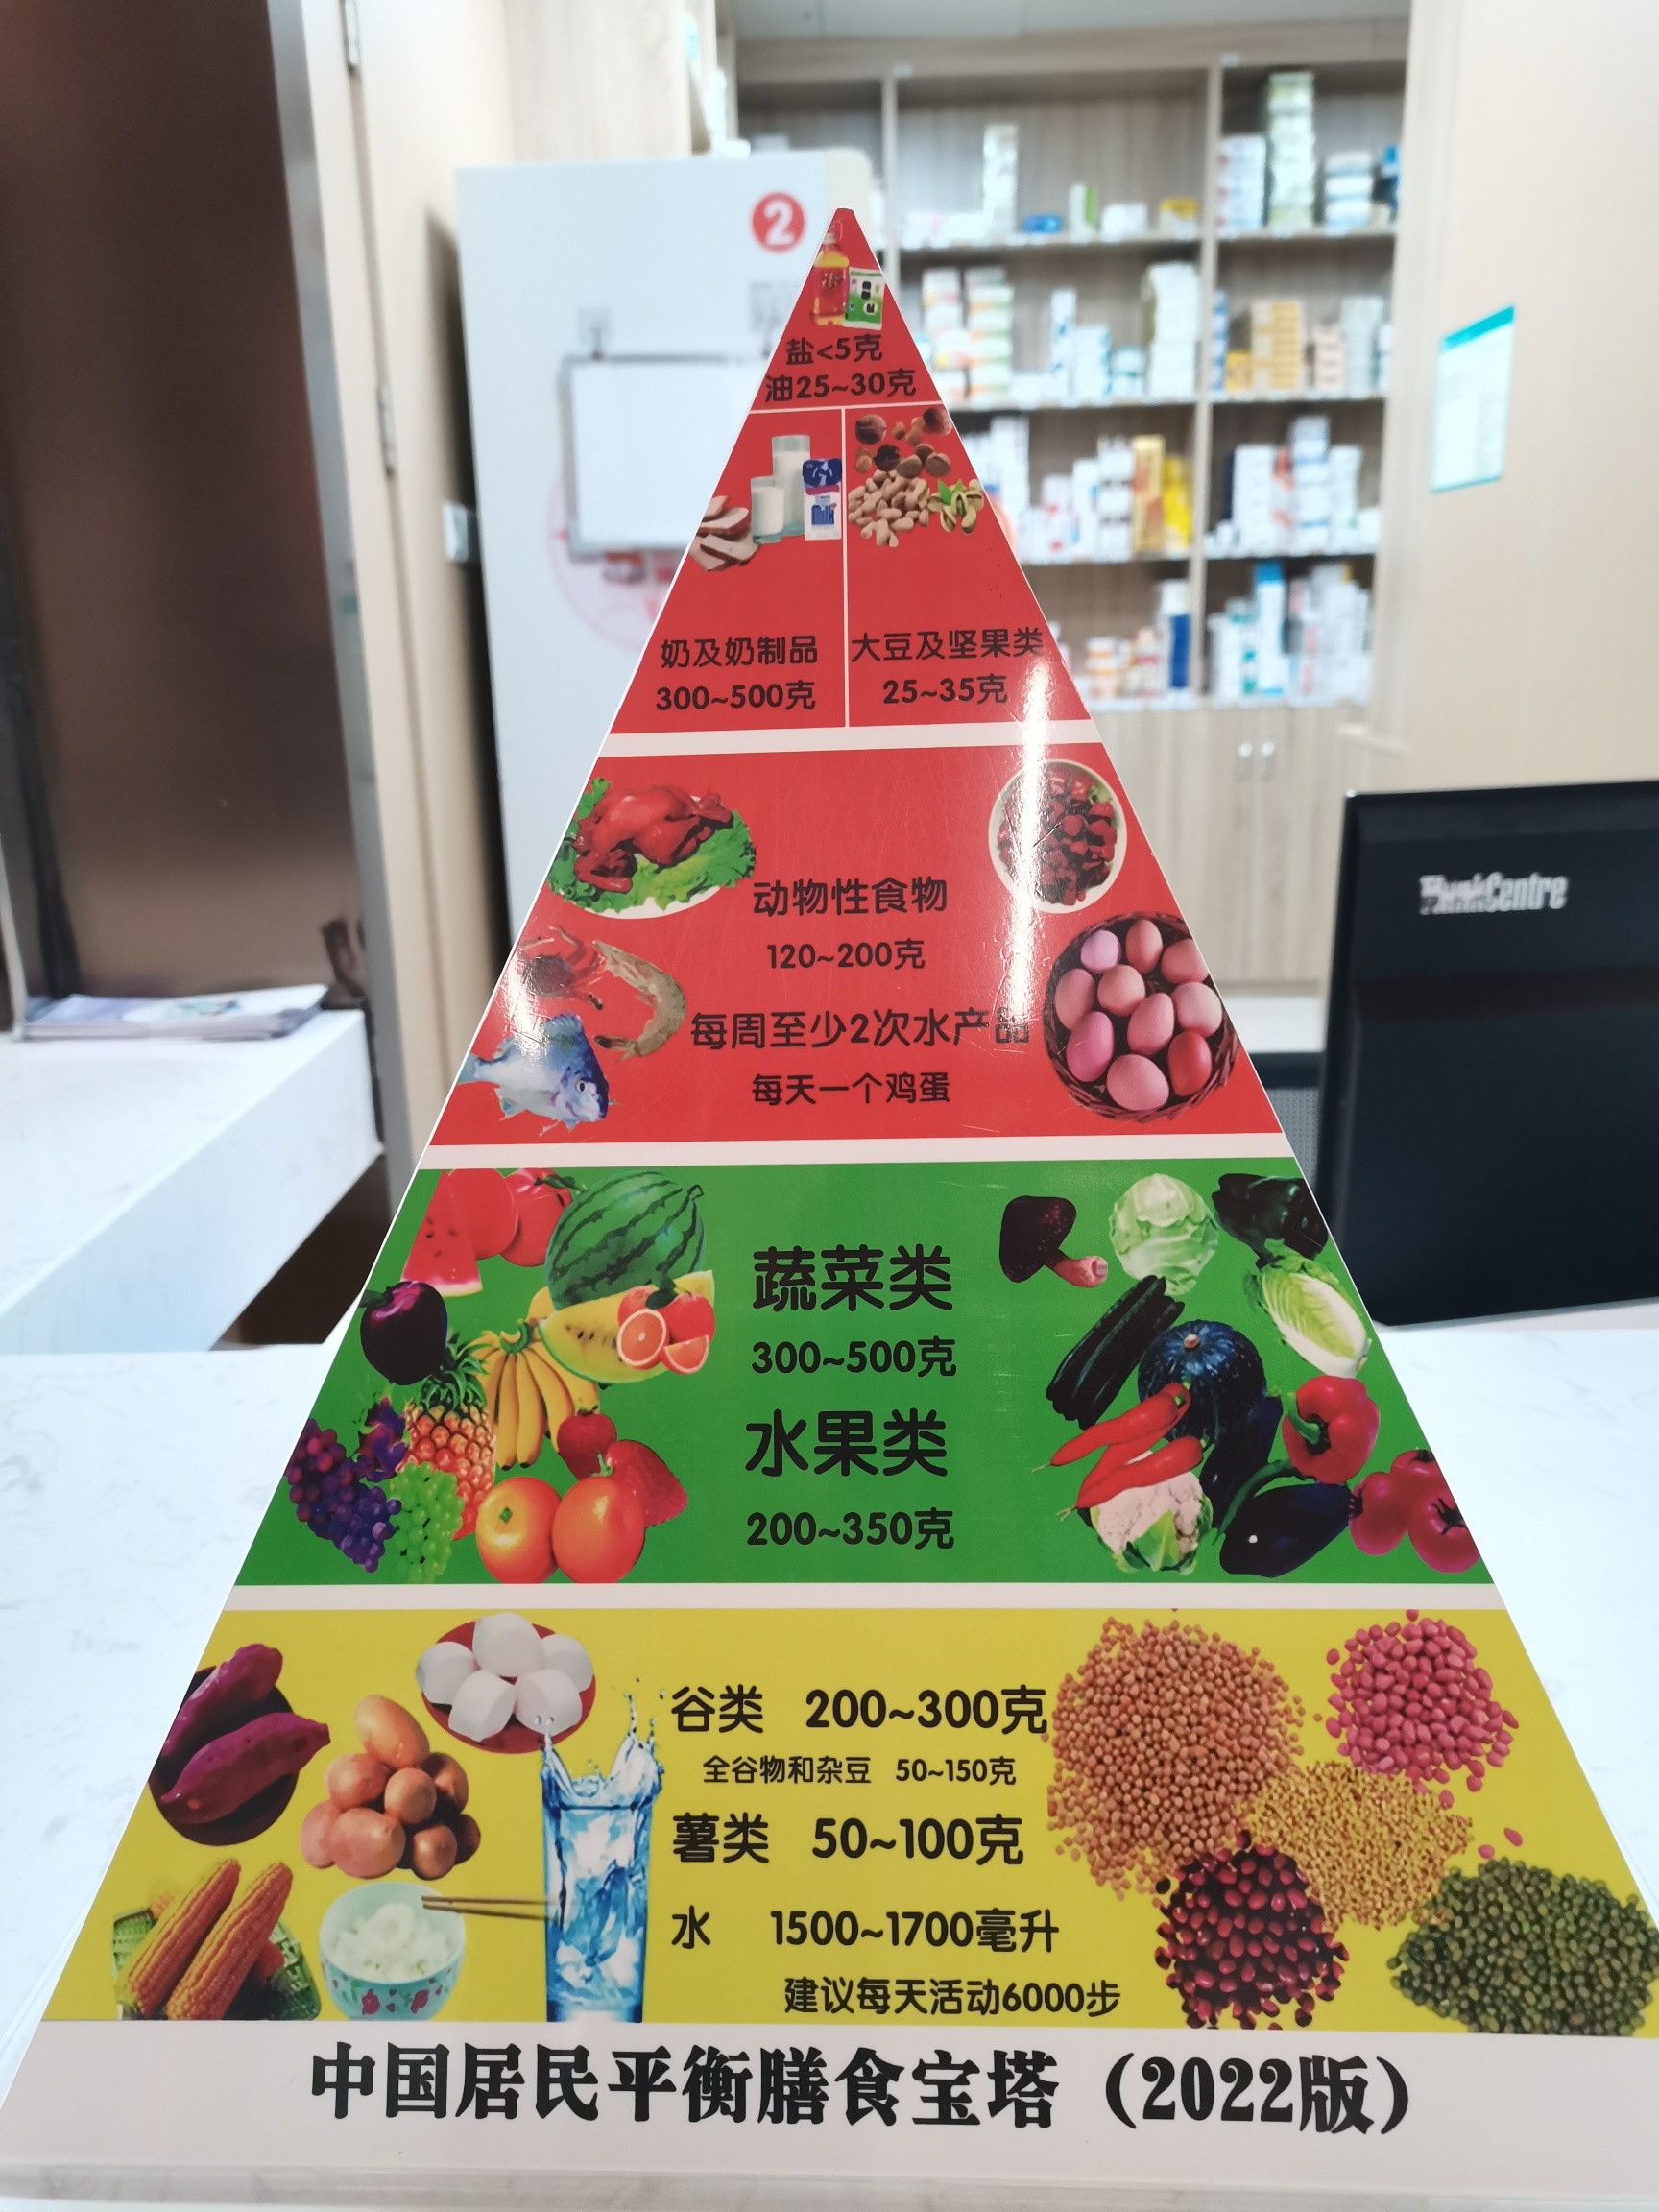 2
盐<5克
油25~30克
Milk
奶及奶制品
300~500克
大豆及坚果类
25~35克
动物性食物
120~200克
每周至少2次水产品
每天一个鸡蛋
ThinkCentre
蔬菜类
300~500克
水果类
200~350克
谷类 200~300克
全谷物和杂豆 50~150克
薯类 50~100克
水 1500~1700毫升
建议每天活动6000步
中国居民平衡膳食宝塔（2022版）